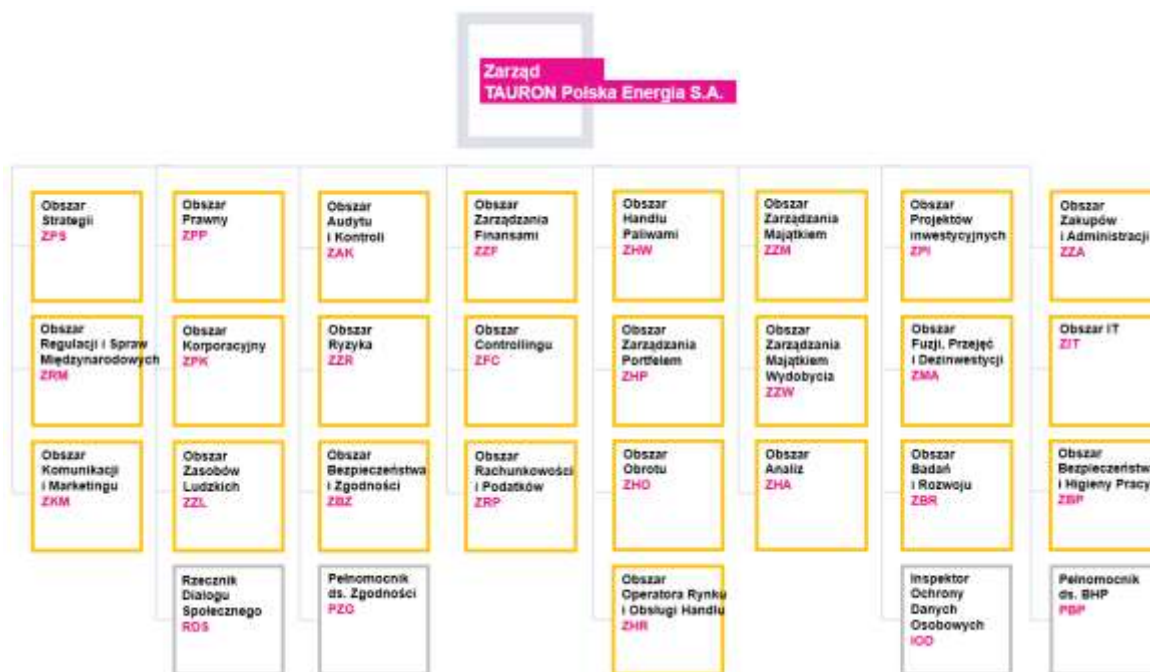 Zarząd
TAURON Polska Energia S.A.
Obszar
Strategii
ZPS
Obszar
Prawny
ZPP
Obszar
Audytu
i Kontroli
ZAK
Obszar
Zarządzania
Finansami
ZZF
Obszar
Handlu
Paliwami
ZHW
Obszar
Zarządzania
Majątkiem
ZZM
Obszar
Projektów
inwestycyjnych
ZPI
Obszar
Zakupów
i Administracji
ZZA
Obszar
Regulacji i Spraw
Międzynarodowych
ZRM
Obszar
Korporacyjny
ZPK
Obszar
Ryzyka
ZZR
Obszar
Controllingu
ZFC
Obszar
Zarządzania
Portfelem
ZHP
Obszar
Zarządzania
Majątkiem
Wydobycia
ZZW
Obszar
Fuzji, Przejęć
i Dezinwestycji
ZMA
Obszar IT
ZIT
Obszar
Komunikacji
i Marketingu
ZKM
Obszar
Zasobów
Ludzkich
ZZL
Obszar
Bezpieczeństwa
i Zgodności
ZBZ
Obszar
Rachunkowości
i Podatków
ZRP
Obszar
Obrotu
ZHO
Obszar
Analiz
ZHA
Obszar
Badań
i Rozwoju
ZBR
Obszar
Bezpieczeństw
i Higieny Pracy
ZBP
Rzecznik
Dialogu
Społecznego
RDS
Pełnomocnik
ds. Zgodności
PZG
Obszar
Operatora Rynku
i Obsługi Handlu
ZHR
Inspektor
Ochrony
Danych
Osobowych
IOD
Pełnomocnik
ds. BHP
PBP